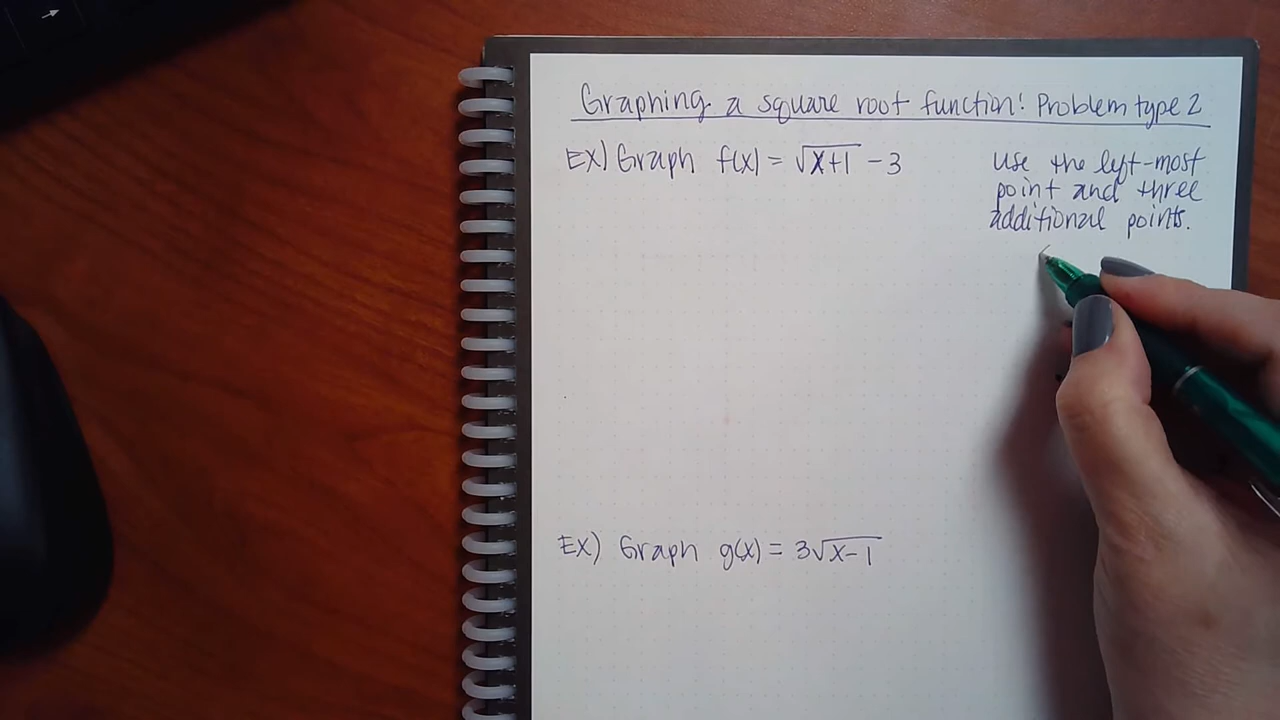 Graphing a square root function: Problem type 2
EX) Graph f(x) = √x+1 - 3
Use the left-most
point and three
additional points.
EX) Graph g(x) = 3√x-1